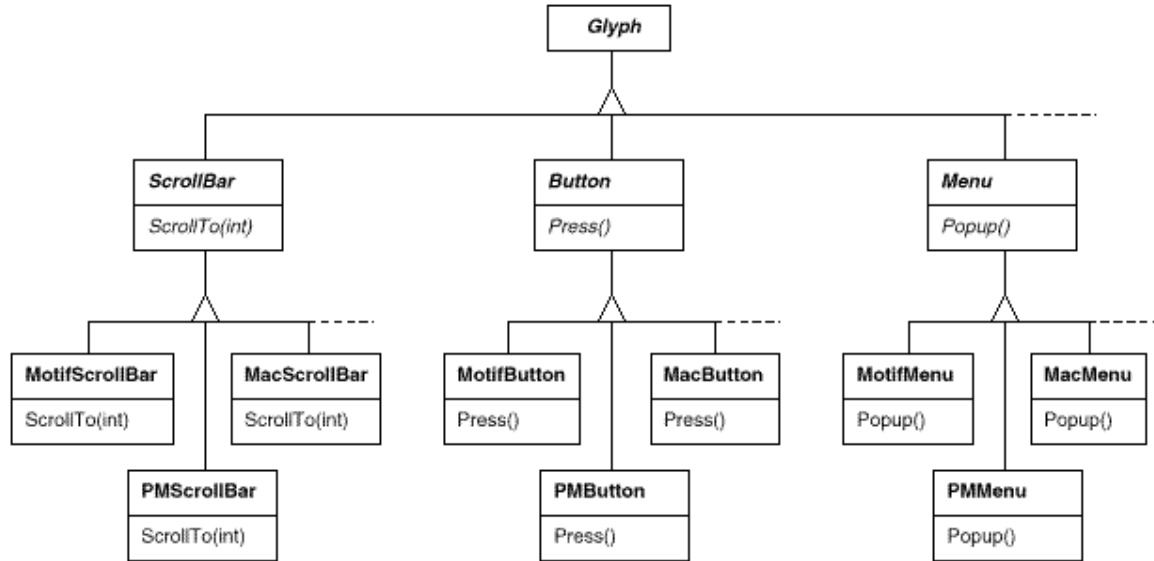 Glyph
ScrollBar
ScrollTo(int)
Button
Press()
Menu
Popup()
MotifScrollBar
ScrollTo(int)
MacScrollBar
ScrollTo(int)
MotifButton
Press()
MacButton
Press()
MotifMenu
Popup()
MacMenu
Popup()
PMScrollBar
ScrollTo(int)
PMButton
Press()
PMMenu
Popup()